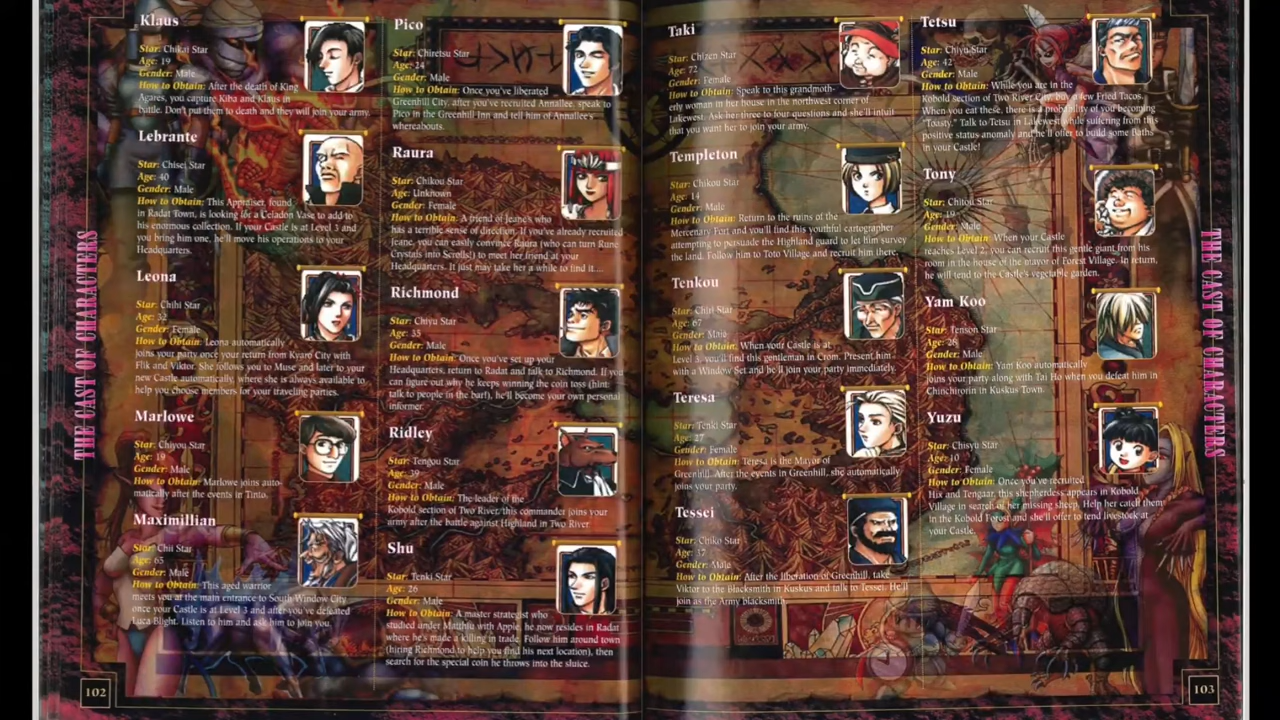 THE CAST OF CHARACTERS
Klaus
Star: Chikai Star
Age: 19
Gender: Male
How to Obtain: After the death of King
Agares, you capture Kiba and Klaus in
battle. Don't put them to death and they will join your army.
Lebrante
Star: Chisei Star
Age: 40
Gender: Male
How to Obtain: This Appraiser, found
in Radat Town, is looking for a Celadon Vase to add to
his enormous collection. If your Castle is at Level 3 and
you bring him one, he'll move his operations to your
Headquarters.
Leona
Star: Chihi Star
Age: 32
Gender: Female
How to Obtain: Leona automatically
joins your party once your return from Kyaro City with
Flik and Viktor. She follows you to Muse and later to your
new Castle automatically, where she is always available to
help you choose members for your traveling parties.
Marlowe
Star: Chiyou Star
Age: 19
Gender: Male
How to Obtain: Marlowe joins auto-
matically after the events in Tinto.
Maximillian
Star: Chii Star
Age: 65
Gender: Male
How to Obtain: This aged warrior
meets you at the main entrance to South Window City
once your Castle is at Level 3 and after you've defeated
Luca Blight. Listen to him and ask him to join you.
102
Pico
Star: Chiretsu Star
Age: 24
Gender: Male
How to Obtain: Once you've liberated
Greenhill City, after you've recruited Annallee, speak to
Pico in the Greenhill Inn and tell him of Annallee's
whereabouts.
Raura
Star: Chikou Star
Age: Unknown
Gender: Female
How to Obtain: A friend of Jeane's who
has a terrible sense of direction. If you've already recruited
Jeane, you can easily convince Raura (who can turn Rune
Crystals into Scrolls!) to meet her friend at your
Headquarters. It just may take her a while to find it....
Richmond
Star: Chiyu Star
Age: 35
Gender: Male
How to Obtain: Once you've set up your
Headquarters, return to Radat and talk to Richmond. If you
can figure out why he keeps winning the coin toss (hint:
talk to people in the bar!), he'll become your own personal
informer.
Ridley
Star: Tengou Star
Age: 39
Gender: Male
How to Obtain: The leader of the
Kobold section of Two River, this commander joins your
army after the battle against Highland in Two River
Shu
Star: Tenki Star
Age: 26
Gender: Male
How to Obtain: A master strategist who
studied under Matthiu with Apple, he now resides in Radat
where he's made a killing in trade. Follow him around town
(hiring Richmond to help you find his next location), then
search for the special coin he throws into the sluice.
Taki
Star: Chizen Star
Age: 72
Gender: Female
How to Obtain: Speak to this grandmoth-
erly woman in her house in the northwest corner of
Lakewest. Ask her three to four questions and she'll intuit
that you want her to join your army.
Templeton
Star: Chikou Star
Age: 14
Gender: Male
How to Obtain: Return to the ruins of the
Mercenary Fort and you'll find this youthful cartographer
attempting to persuade the Highland guard to let him survey
the land. Follow him to Toto Village and recruit him there.
Tenkou
Star: Chiri Star
Age: 67
Gender: Male
How to Obtain: When your Castle is at
Level 3, you'll find this gentleman in Crom. Present him
with a Window Set and he'll join your party immediately.
Teresa
Star: Tenki Star
Age: 27
Gender: Female
How to Obtain: Teresa is the Mayor of
Greenhill. After the events in Greenhill, she automatically
joins your party.
Tessei
Star: Chiko Star
Age: 37
Gender: Male
How to Obtain: After the liberation of Greenhill, take
Viktor to the Blacksmith in Kuskus and talk to Tessei. He'll
join as the Army blacksmith.
Tetsu
Star: Chiyu Star
Age: 42
Gender: Male
How to Obtain: While you are in the
Kobold section of Two River City, buy a few Fried Tacos.
When you eat these, there is a probability of you becoming
"Toasty." Talk to Tetsu in Lakewest while suffering from this
positive status anomaly and he'll offer to build some Baths
in your Castle!
Tony
Star: Chitou Star
Age: 19
Gender: Male
How to Obtain: When your Castle
reaches Level 2, you can recruit this gentle giant from his
room in the house of the mayor of Forest Village. In return,
he will tend to the Castle's vegetable garden.
Yam Koo
Star: Tenson Star
Age: 28
Gender: Male
How to Obtain: Yam Koo automatically
joins your party along with Tai Ho when you defeat him in
Chinchirorin in Kuskus Town.
Yuzu
Star: Chisyu Star
Age: 10
Gender: Female
How to Obtain: Once you've recruited
Hix and Tengaar, this shepherdess appears in Kobold
Village in search of her missing sheep. Help her catch them
in the Kobold Forest and she'll offer to tend livestock at
your Castle.
THE CAST OF CHARACTERS
103